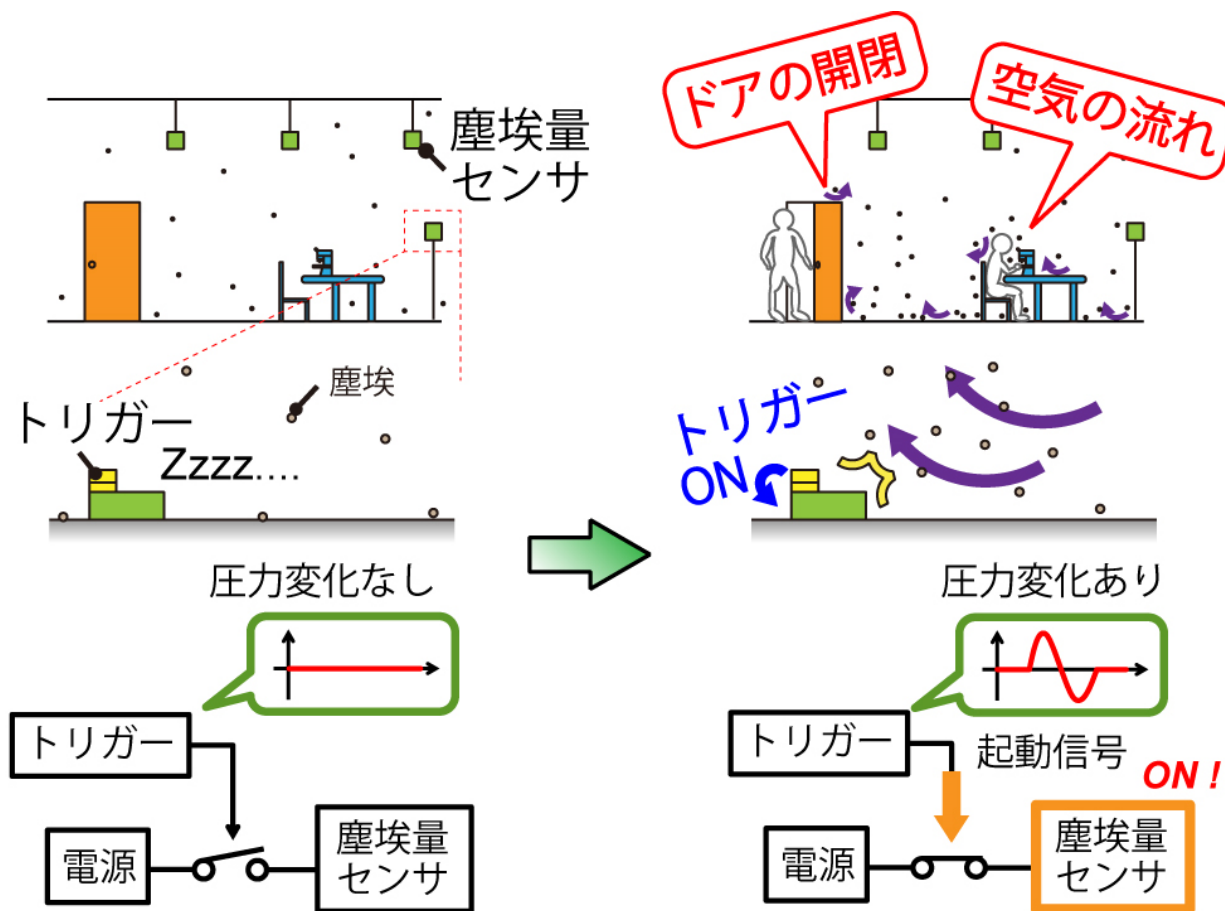 塵埃量
センサ
塵埃
トリガー
Zzzz....
圧力変化なし
トリガー
電源
塵埃量
センサ
ドアの開閉
空気の流れ
トリガー
ON
圧力変化あり
トリガー
起動信号
ON !
電源
塵埃量
センサ